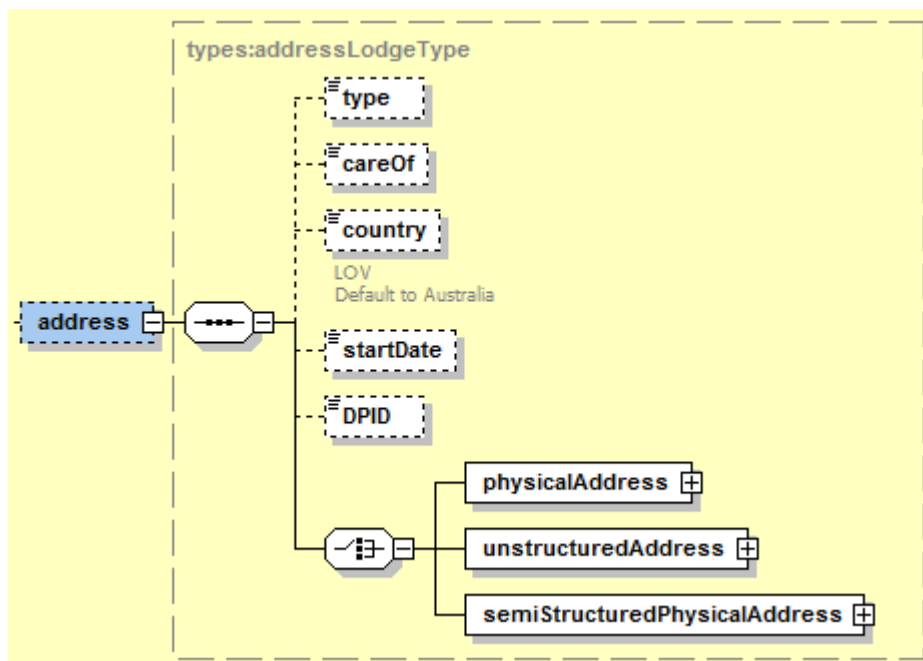 types:addressLodgeType
type
careOf
country
LOV
Default to Australia
address
startDate
DPID
physicalAddress
unstructuredAddress
semiStructuredPhysicalAddress